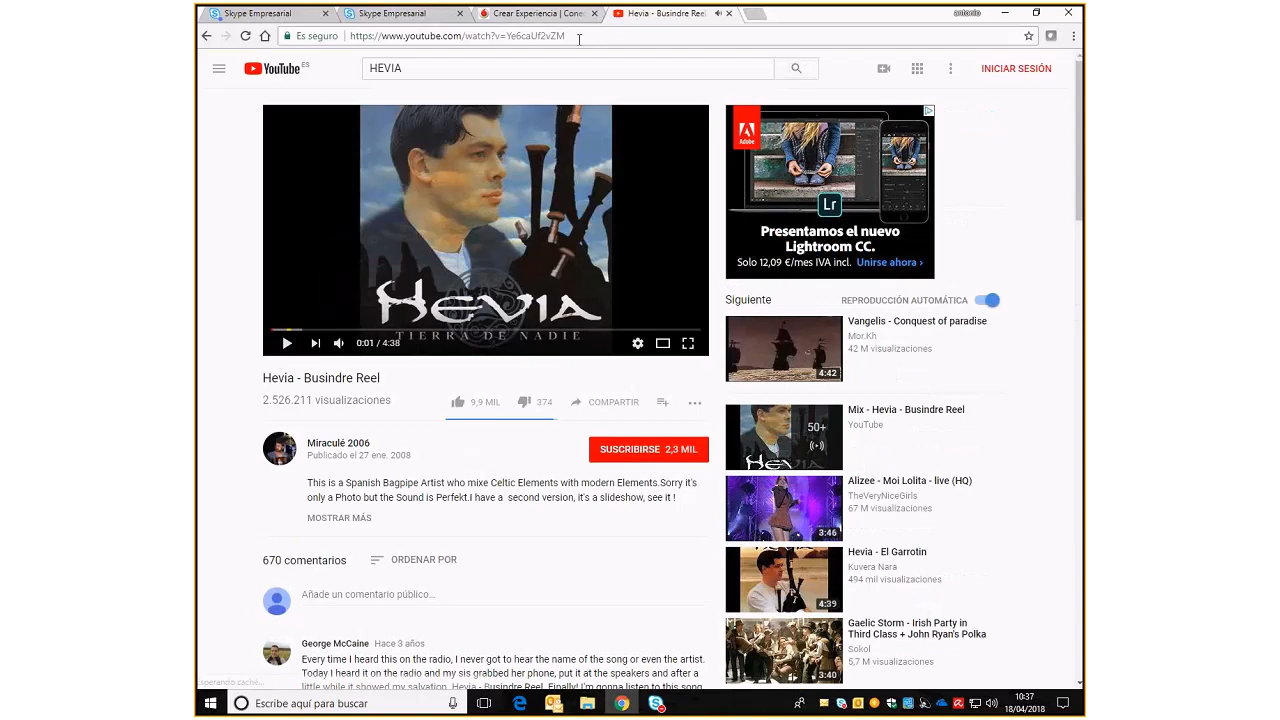 Skype Empresarial
Skype Empresarial
Crear Experiencia | Cone
Hevia - Busindre Reel
antonio
Es seguro
https://www.youtube.com/watch?v=Ye6caUf2vZM
YouTube ES
HEVIA
INICIAR SESIÓN
HEVIA
TIERRA DE NADIE
0:01 / 4:38
Adobe
Lr
Presentamos el nuevo
Lightroom CC.
Solo 12,09 €/mes IVA incl. Unirse ahora ›
Hevia - Busindre Reel
2.526.211 visualizaciones
9,9 MIL
374
COMPARTIR
Miraculé 2006
Publicado el 27 ene. 2008
SUSCRIBIRSE 2,3 MIL
This is a Spanish Bagpipe Artist who mixe Celtic Elements with modern Elements.Sorry it's
only a Photo but the Sound is Perfekt.I have a second version, it's a slideshow, see it !
MOSTRAR MÁS
670 comentarios
ORDENAR POR
Añade un comentario público...
George McCaine Hace 3 años
Every time I heard this on the radio, I never got to hear the name of the song or even the artist.
Today I heard it on the radio and my sis grabbed her phone, put it at the speakers and after a
little while it showed my salvation. Hevia - Busindre Reel. Finally! I'm gonna listen to this song
Siguiente
REPRODUCCIÓN AUTOMÁTICA
Vangelis - Conquest of paradise
Mor.Kh
42 M visualizaciones
4:42
Mix - Hevia - Busindre Reel
YouTube
50+
HEVIA
Alizee - Moi Lolita - live (HQ)
TheVeryNiceGirls
67 M visualizaciones
3:46
Hevia - El Garrotin
Kuvera Nara
494 mil visualizaciones
4:39
Gaelic Storm - Irish Party in
Third Class + John Ryan's Polka
Sokol
5,7 M visualizaciones
3:40
Esperando caché...
Escribe aquí para buscar
10:37
18/04/2018